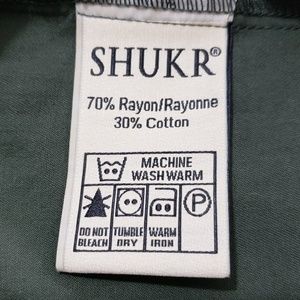 SHUKR®
70% Rayon/Rayonne
30% Cotton
MACHINE
WASH WARM
P
DO NOT
BLEACH
TUMBLE
DRY
WARM
IRON